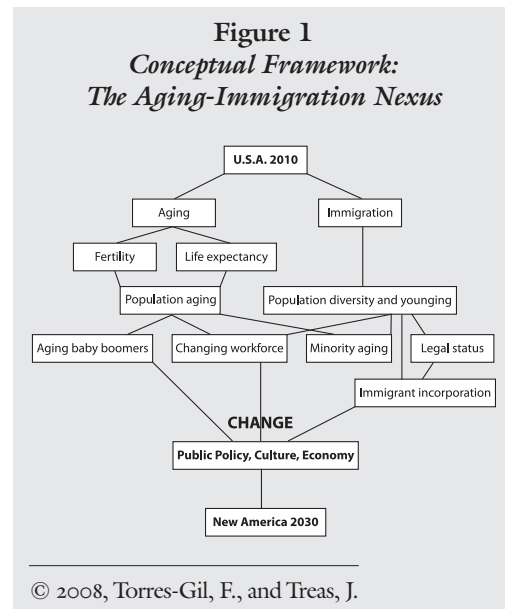 Figure 1
Conceptual Framework:
The Aging-Immigration Nexus
U.S.A. 2010
Aging
Immigration
Fertility
Life expectancy
Population aging
Population diversity and younging
Aging baby boomers
Changing workforce
Minority aging
Legal status
Immigrant incorporation
CHANGE
Public Policy, Culture, Economy
New America 2030
© 2008, Torres-Gil, F., and Treas, J.